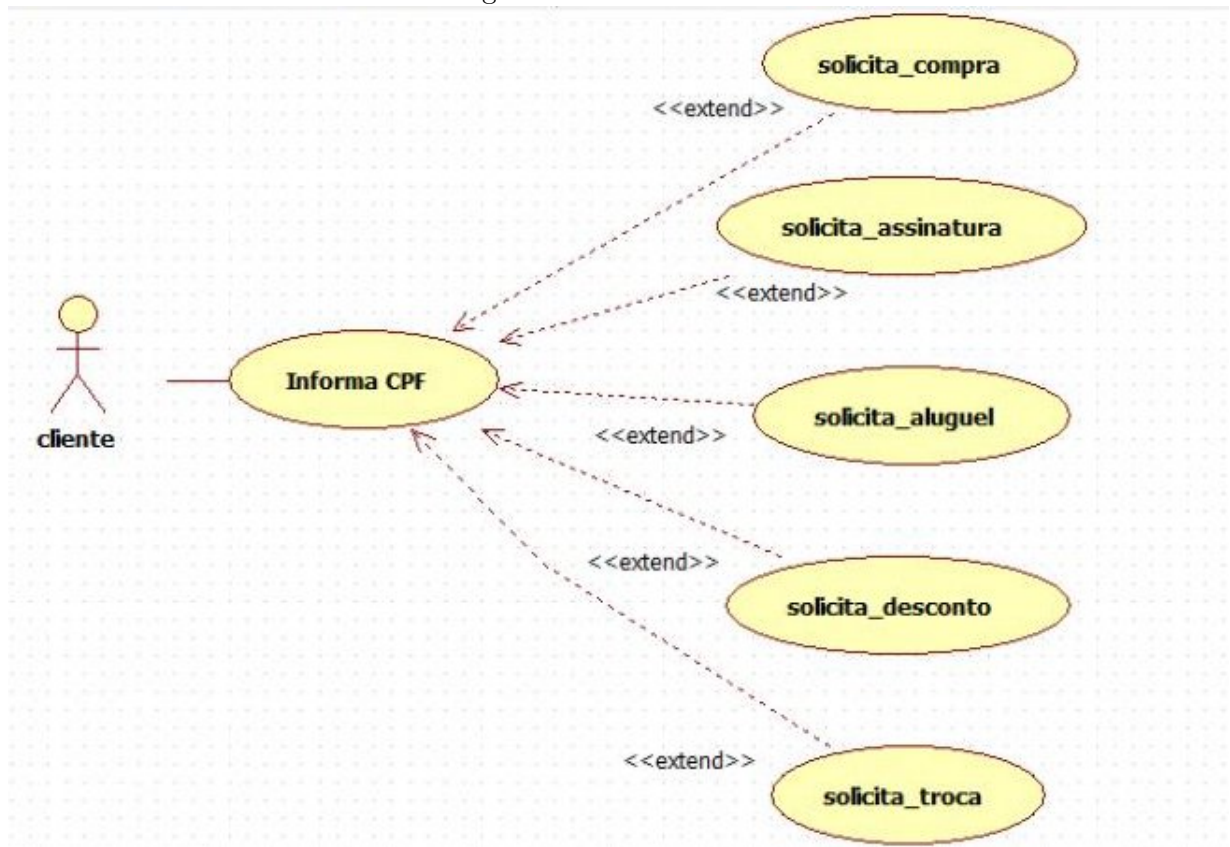 solicita_compra
<<extend>>
solicita_assinatura
<<extend>>
Informa CPF
cliente
solicita_aluguel
<<extend>>
<<extend>>
solicita_desconto
<<extend>>
solicita_troca